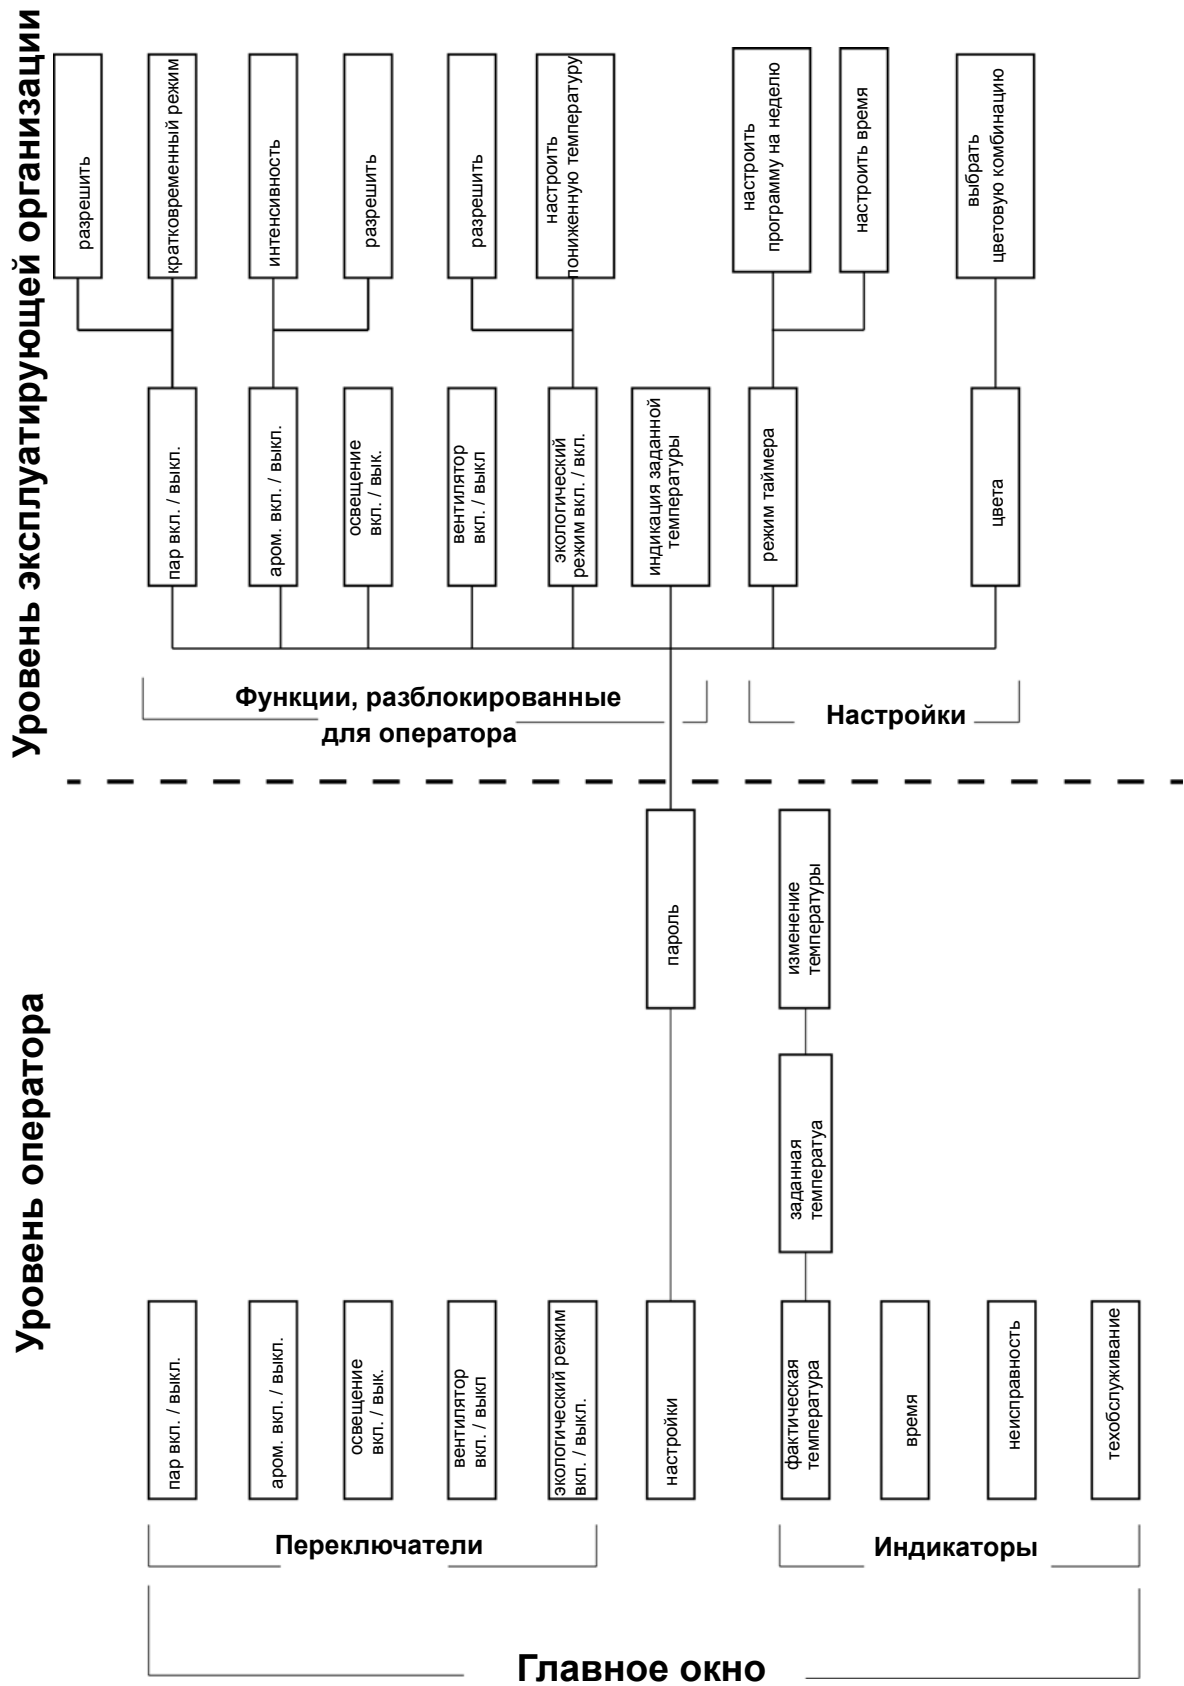 Уровень эксплуатирующей организации
разрешить
кратковременный режим
интенсивность
разрешить
разрешить
настроить
пониженную температуру
настроить
программу на неделю
настроить время
выбрать
цветовую комбинацию
пар вкл. / выкл.
аром. вкл. / выкл.
освещение
вкл. / вык.
вентилятор
вкл. / выкл
экологический
режим вкл. / вкл.
индикация заданной
температуры
режим таймера
цвета
Функции, разблокированные
для оператора
Настройки
Уровень оператора
пароль
изменение
температуры
заданная
температуа
пар вкл. / выкл.
аром. вкл. / выкл.
освещение
вкл. / вык.
вентилятор
вкл. / выкл
экологический режим
вкл. / выкл.
настройки
фактическая
температура
время
неисправность
техобслуживание
Переключатели
Индикаторы
Главное окно